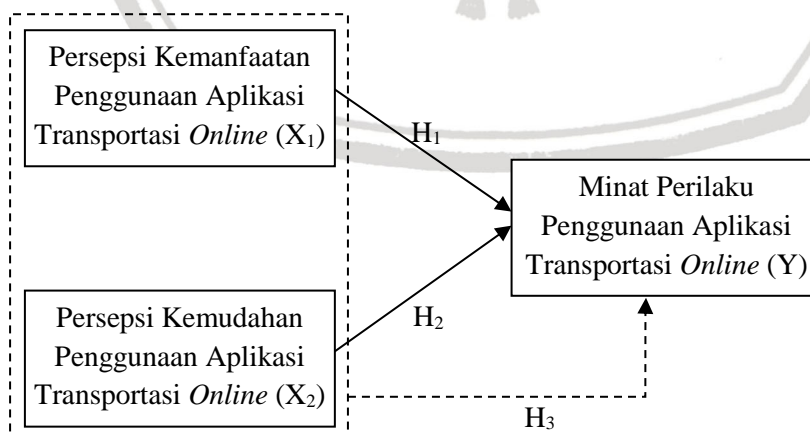 Persepsi Kemanfaatan
Penggunaan Aplikasi
Transportasi Online (X₁)
H₁
Minat Perilaku
Penggunaan Aplikasi
Transportasi Online (Y)
Persepsi Kemudahan
Penggunaan Aplikasi
Transportasi Online (X₂)
H₂
H₃